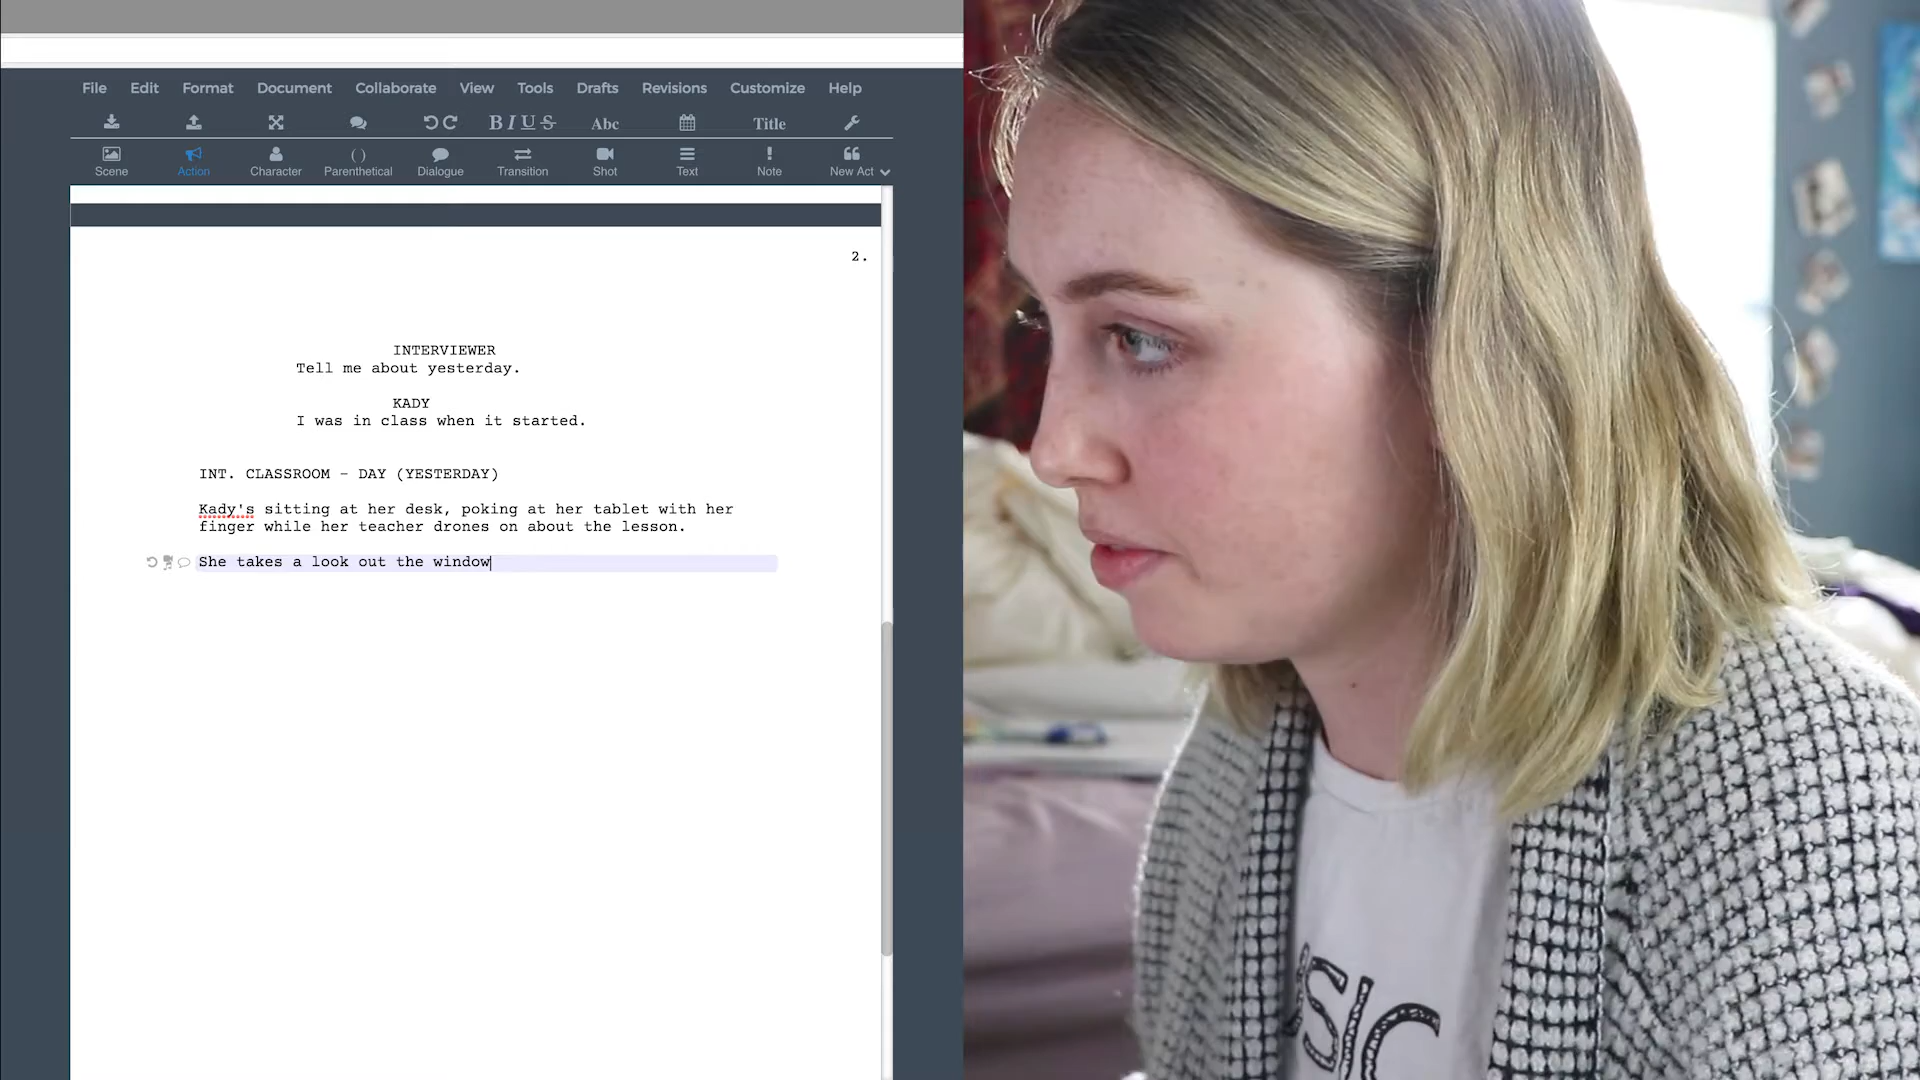 File Edit Format Document Collaborate View Tools Drafts Revisions Customize Help
B I U S Abc Title
Scene Action Character Parenthetical Dialogue Transition Shot Text Note New Act
2.
INTERVIEWER
Tell me about yesterday.
KADY
I was in class when it started.
INT. CLASSROOM - DAY (YESTERDAY)
Kady's sitting at her desk, poking at her tablet with her
finger while her teacher drones on about the lesson.
She takes a look out the window